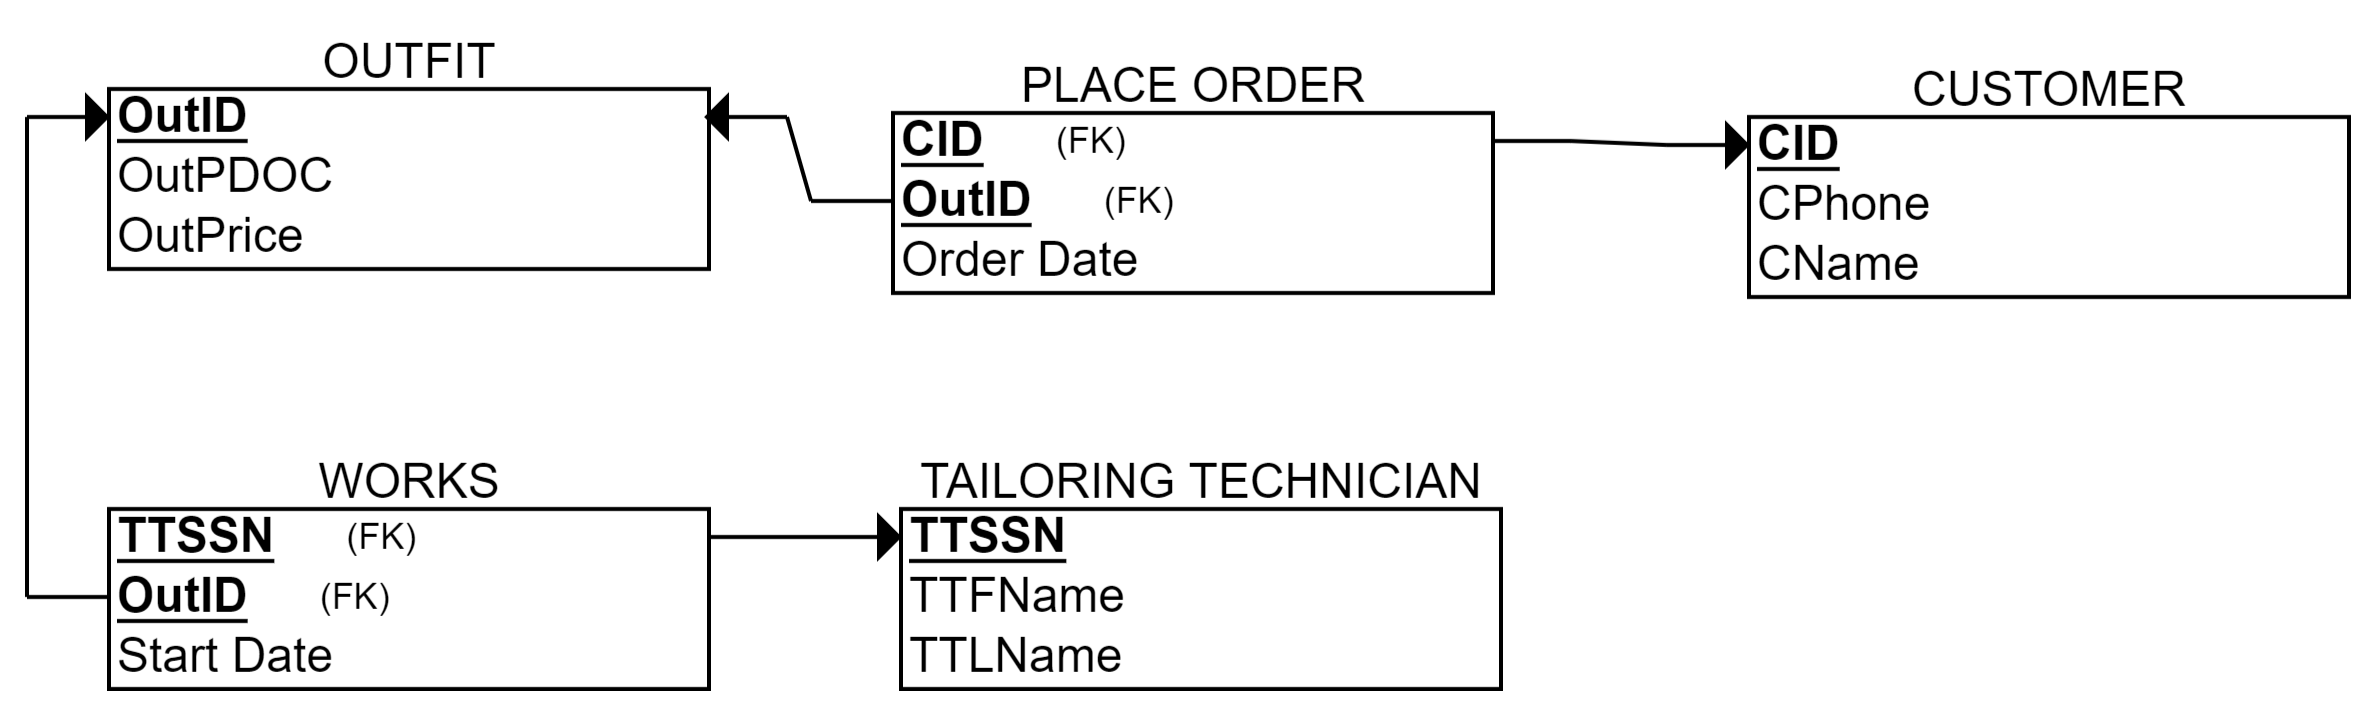 OUTFIT
OutID
OutPDOC
OutPrice
PLACE ORDER
CID (FK)
OutID (FK)
Order Date
CUSTOMER
CID
CPhone
CName
WORKS
TTSSN (FK)
OutID (FK)
Start Date
TAILORING TECHNICIAN
TTSSN
TTFName
TTLName